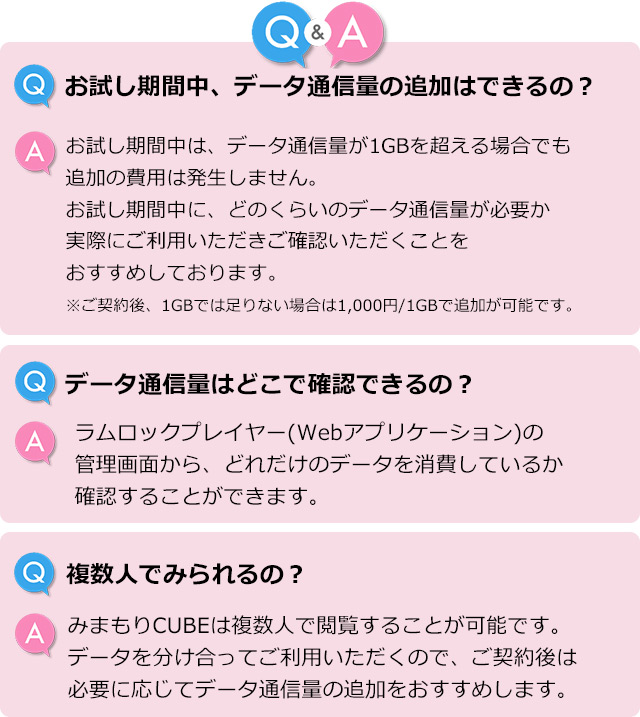 Q&A
Q お試し期間中、データ通信量の追加はできるの？
A お試し期間中は、データ通信量が1GBを超える場合でも
追加の費用は発生しません。
お試し期間中に、どのくらいのデータ通信量が必要か
実際にご利用いただきご確認いただくことを
おすすめしております。
※ご契約後、1GBでは足りない場合は1,000円/1GBで追加が可能です。
Q データ通信量はどこで確認できるの？
A ラムロックプレイヤー(Webアプリケーション)の
管理画面から、どれだけのデータを消費しているか
確認することができます。
Q 複数人でみられるの？
A みまもりCUBEは複数人で閲覧することが可能です。
データを分け合ってご利用いただくので、ご契約後は
必要に応じてデータ通信量の追加をおすすめします。